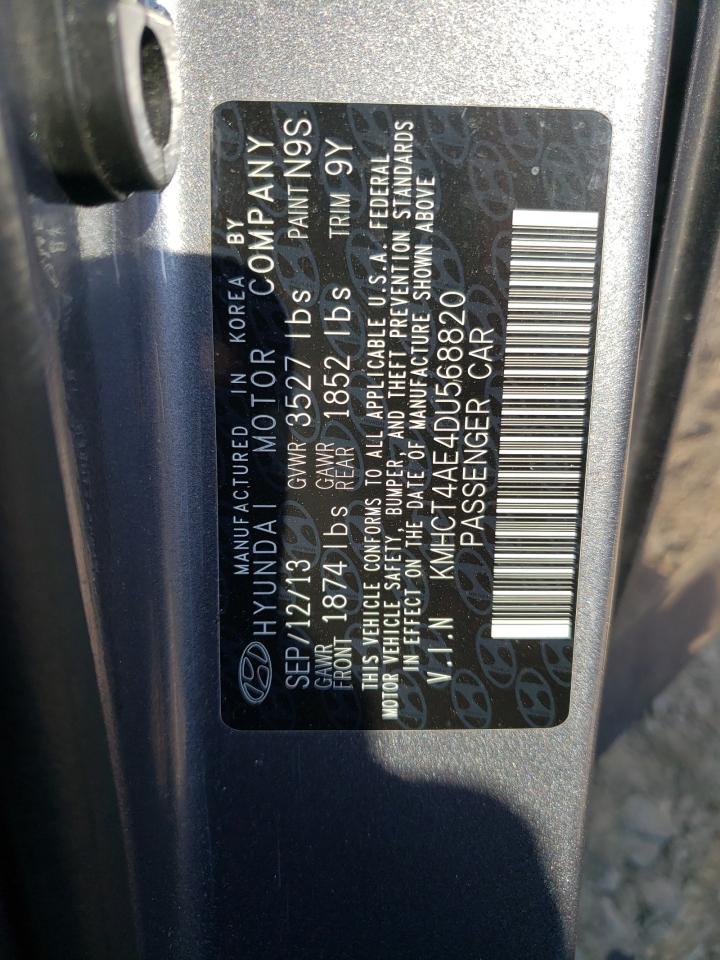 MANUFACTURED IN KOREA BY
HYUNDAI MOTOR COMPANY
SEP/12/13 GVWR 3527 lbs PAINT N9S
GAWR FRONT 1874 lbs GAWR REAR 1852 lbs TRIM 9Y
THIS VEHICLE CONFORMS TO ALL APPLICABLE U.S.A. FEDERAL
MOTOR VEHICLE SAFETY, BUMPER, AND THEFT PREVENTION STANDARDS
IN EFFECT ON THE DATE OF MANUFACTURE SHOWN ABOVE
V.I.N KMHCT4AE4DU568820
PASSENGER CAR